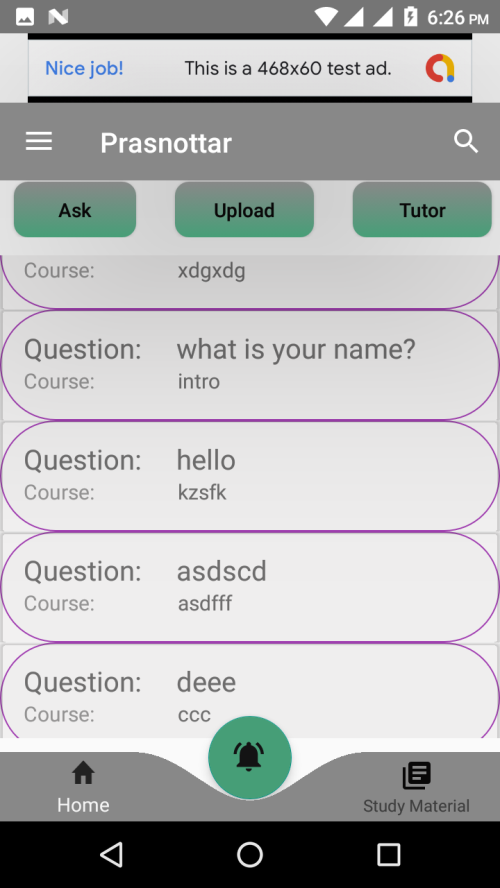 6:26 PM
Nice job! This is a 468x60 test ad.
Prasnottar
Ask Upload Tutor
Course: xdgxdg
Question: what is your name?
Course: intro
Question: hello
Course: kzsfk
Question: asdscd
Course: asdfff
Question: deee
Course: ccc
Home Study Material